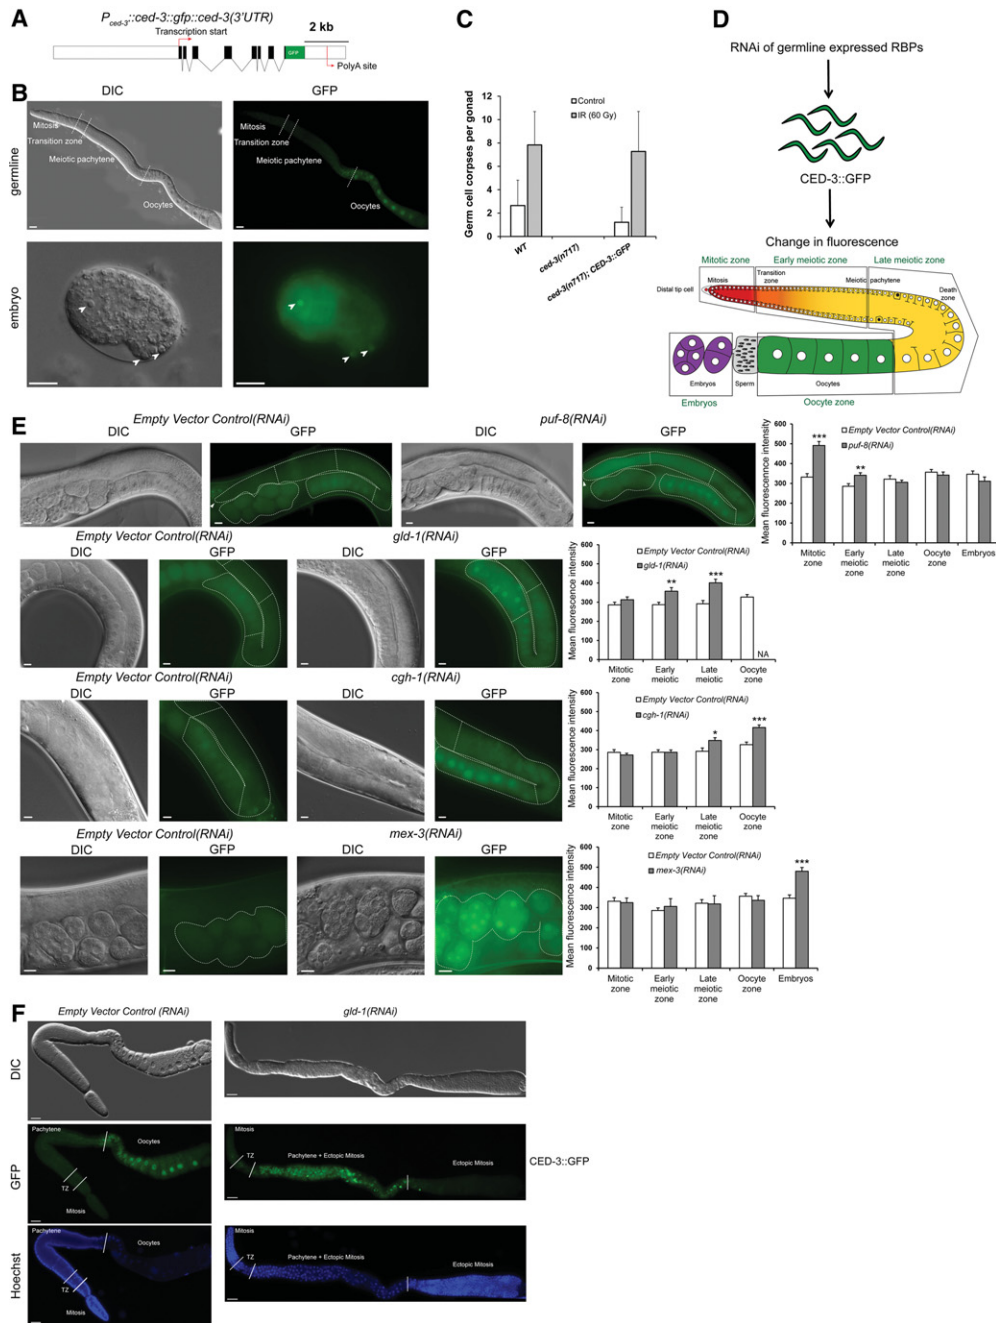 A
P ced-3::ced-3::gfp::ced-3(3'UTR)
Transcription start
2 kb
GFP
PolyA site
B
DIC
GFP
germline
Mitosis
Transition zone
Meiotic pachytene
Oocytes
Mitosis
Transition zone
Meiotic pachytene
Oocytes
embryo
C
Germ cell corpses per gonad
12
10
8
6
4
2
0
Control
IR (60 Gy)
WT
ced-3(n717)
ced-3(n717); CED-3::GFP
D
RNAi of germline expressed RBPs
CED-3::GFP
Change in fluorescence
Mitotic zone
Early meiotic zone
Late meiotic zone
Distal tip cell
Mitosis
Transition zone
Meiotic pachytene
Death zone
Embryos
Sperm
Oocytes
Embryos
Oocyte zone
E
Empty Vector Control(RNAi)
puf-8(RNAi)
DIC
GFP
DIC
GFP
Mean fluorescennce intensity
600
500
400
300
200
100
0
Empty Vector Control(RNAi)
puf-8(RNAi)
***
**
Mitotic zone
Early meiotic zone
Late meiotic zone
Oocyte zone
Embryos
Empty Vector Control(RNAi)
gld-1(RNAi)
DIC
GFP
DIC
GFP
Mean fluorescence intensity
600
500
400
300
200
100
0
Empty Vector Control(RNAi)
gld-1(RNAi)
**
***
NA
Mitotic zone
Early meiotic zone
Late meiotic
Oocyte zone
Empty Vector Control(RNAi)
cgh-1(RNAi)
DIC
GFP
DIC
GFP
Mean fluorescence intensity
600
500
400
300
200
100
0
Empty Vector Control(RNAi)
cgh-1(RNAi)
*
***
Mitotic zone
Early meiotic zone
Late meiotic zone
Oocyte zone
Empty Vector Control(RNAi)
mex-3(RNAi)
DIC
GFP
DIC
GFP
Mean fluorescence intensity
600
500
400
300
200
100
0
Empty Vector Control(RNAi)
mex-3(RNAi)
***
Mitotic zone
Early meiotic zone
Late meiotic zone
Oocyte zone
Embryos
F
Empty Vector Control (RNAi)
gld-1(RNAi)
DIC
GFP
Pachytene
Oocytes
TZ
Mitosis
Mitosis
TZ
Pachytene + Ectopic Mitosis
Ectopic Mitosis
CED-3::GFP
Hoechst
Pachytene
Oocytes
TZ
Mitosis
Mitosis
TZ
Pachytene + Ectopic Mitosis
Ectopic Mitosis